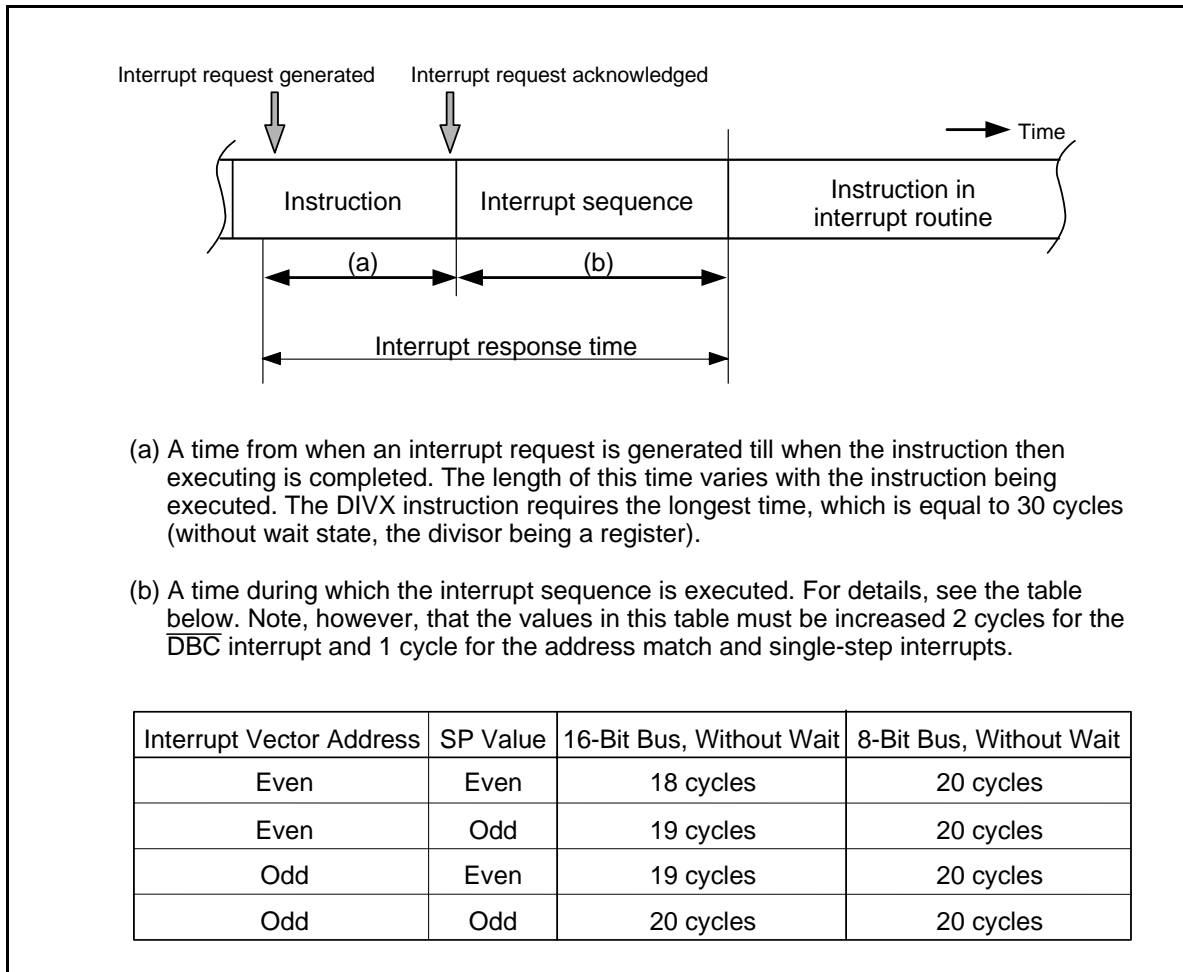 Interrupt request generated
Interrupt request acknowledged
Time
Instruction
Interrupt sequence
Instruction in
interrupt routine
(a)
(b)
Interrupt response time
(a) A time from when an interrupt request is generated till when the instruction then
executing is completed. The length of this time varies with the instruction being
executed. The DIVX instruction requires the longest time, which is equal to 30 cycles
(without wait state, the divisor being a register).
(b) A time during which the interrupt sequence is executed. For details, see the table
below. Note, however, that the values in this table must be increased 2 cycles for the
DBC interrupt and 1 cycle for the address match and single-step interrupts.
Interrupt Vector Address SP Value 16-Bit Bus, Without Wait 8-Bit Bus, Without Wait
Even Even 18 cycles 20 cycles
Even Odd 19 cycles 20 cycles
Odd Even 19 cycles 20 cycles
Odd Odd 20 cycles 20 cycles